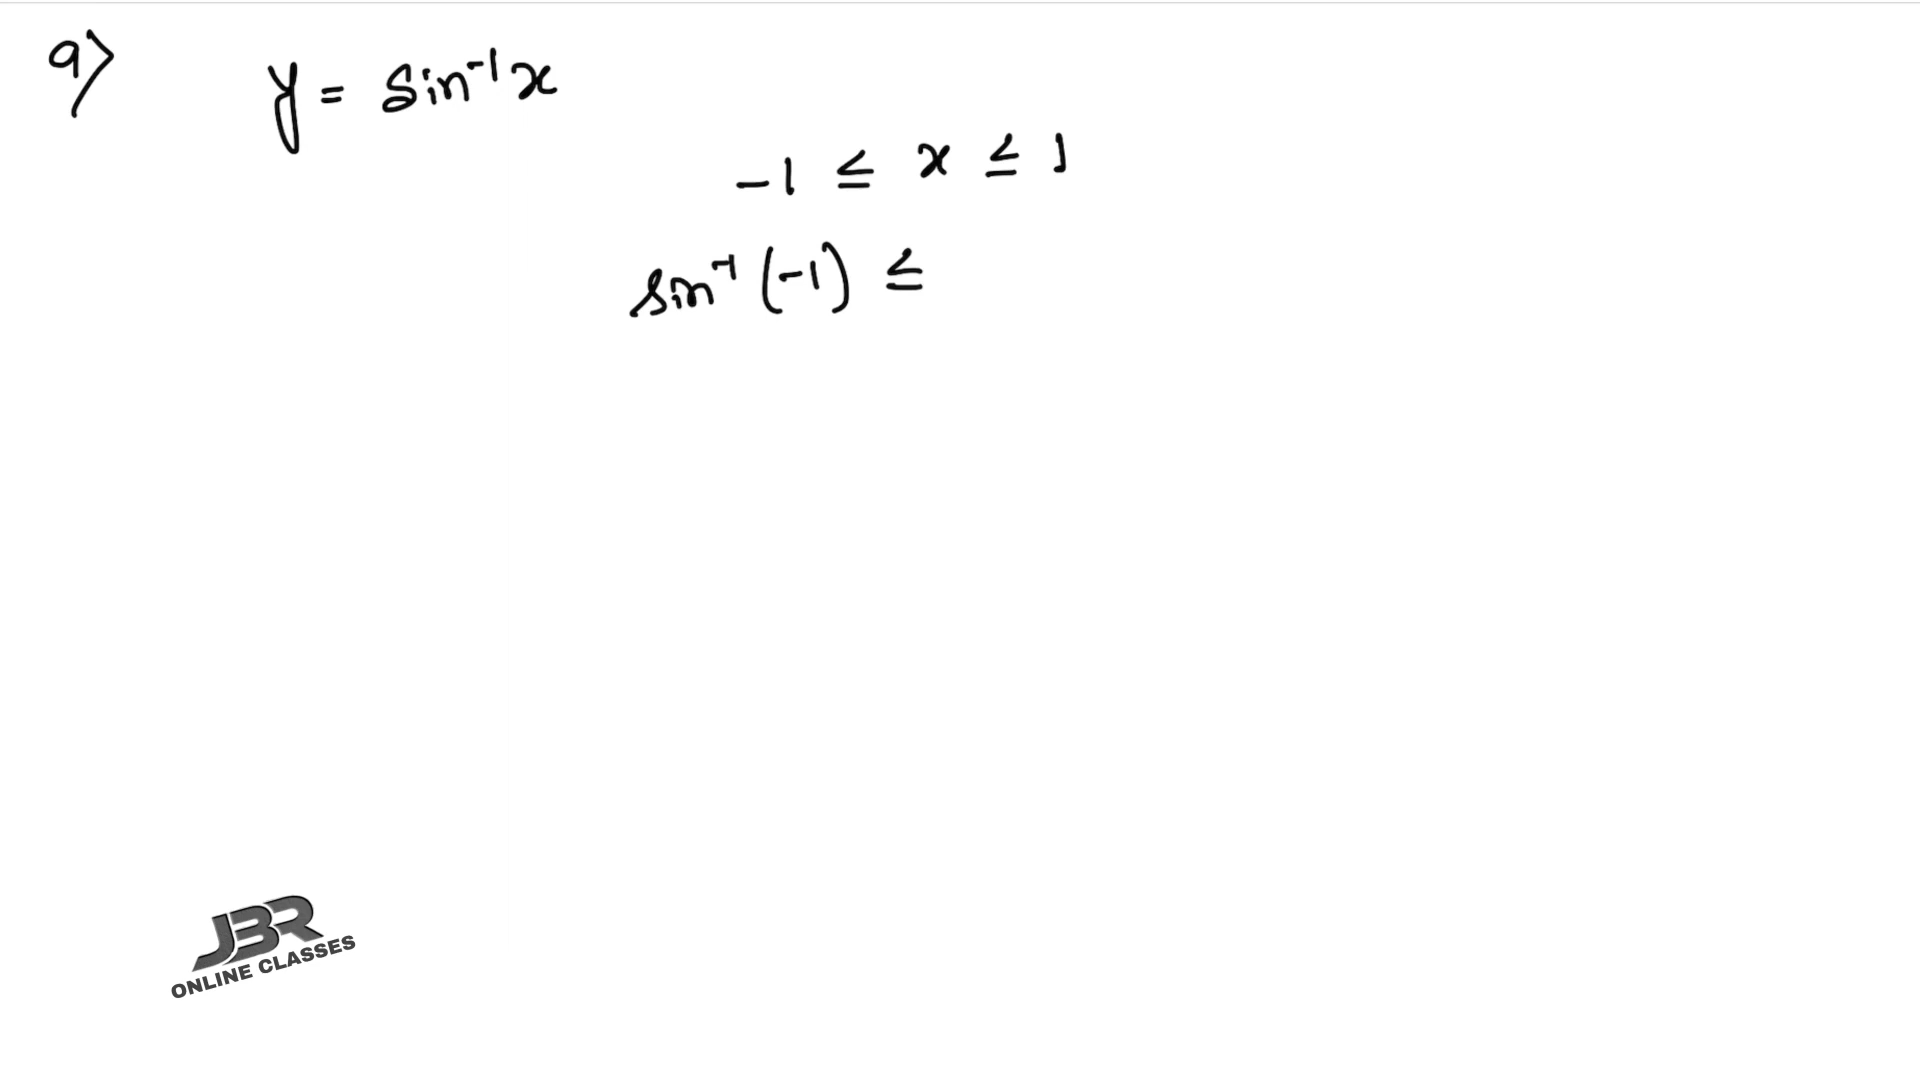 9)
y = sin⁻¹x
-1 ≤ x ≤ 1
sin⁻¹(-1) ≤
JBR
ONLINE CLASSES